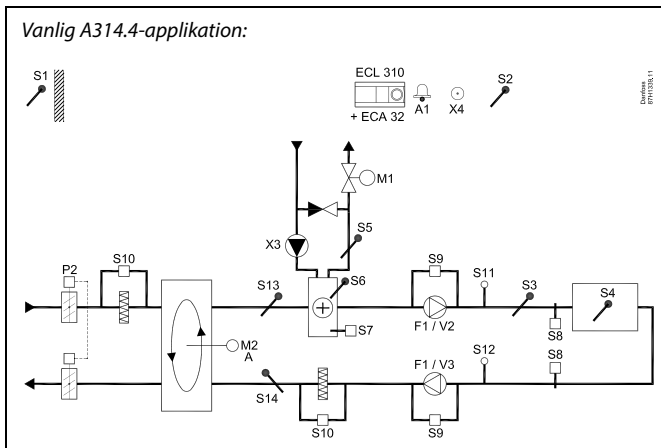 Vanlig A314.4-applikation:
S1
ECL 310
+ ECA 32
A1
X4
S2
Danfoss
87H1339.11
M1
X3
S5
P2
S10
S13
S6
S9
S11
S3
S4
S7
F1 / V2
S8
M2
A
F1 / V3
S12
S8
S14
S10
S9